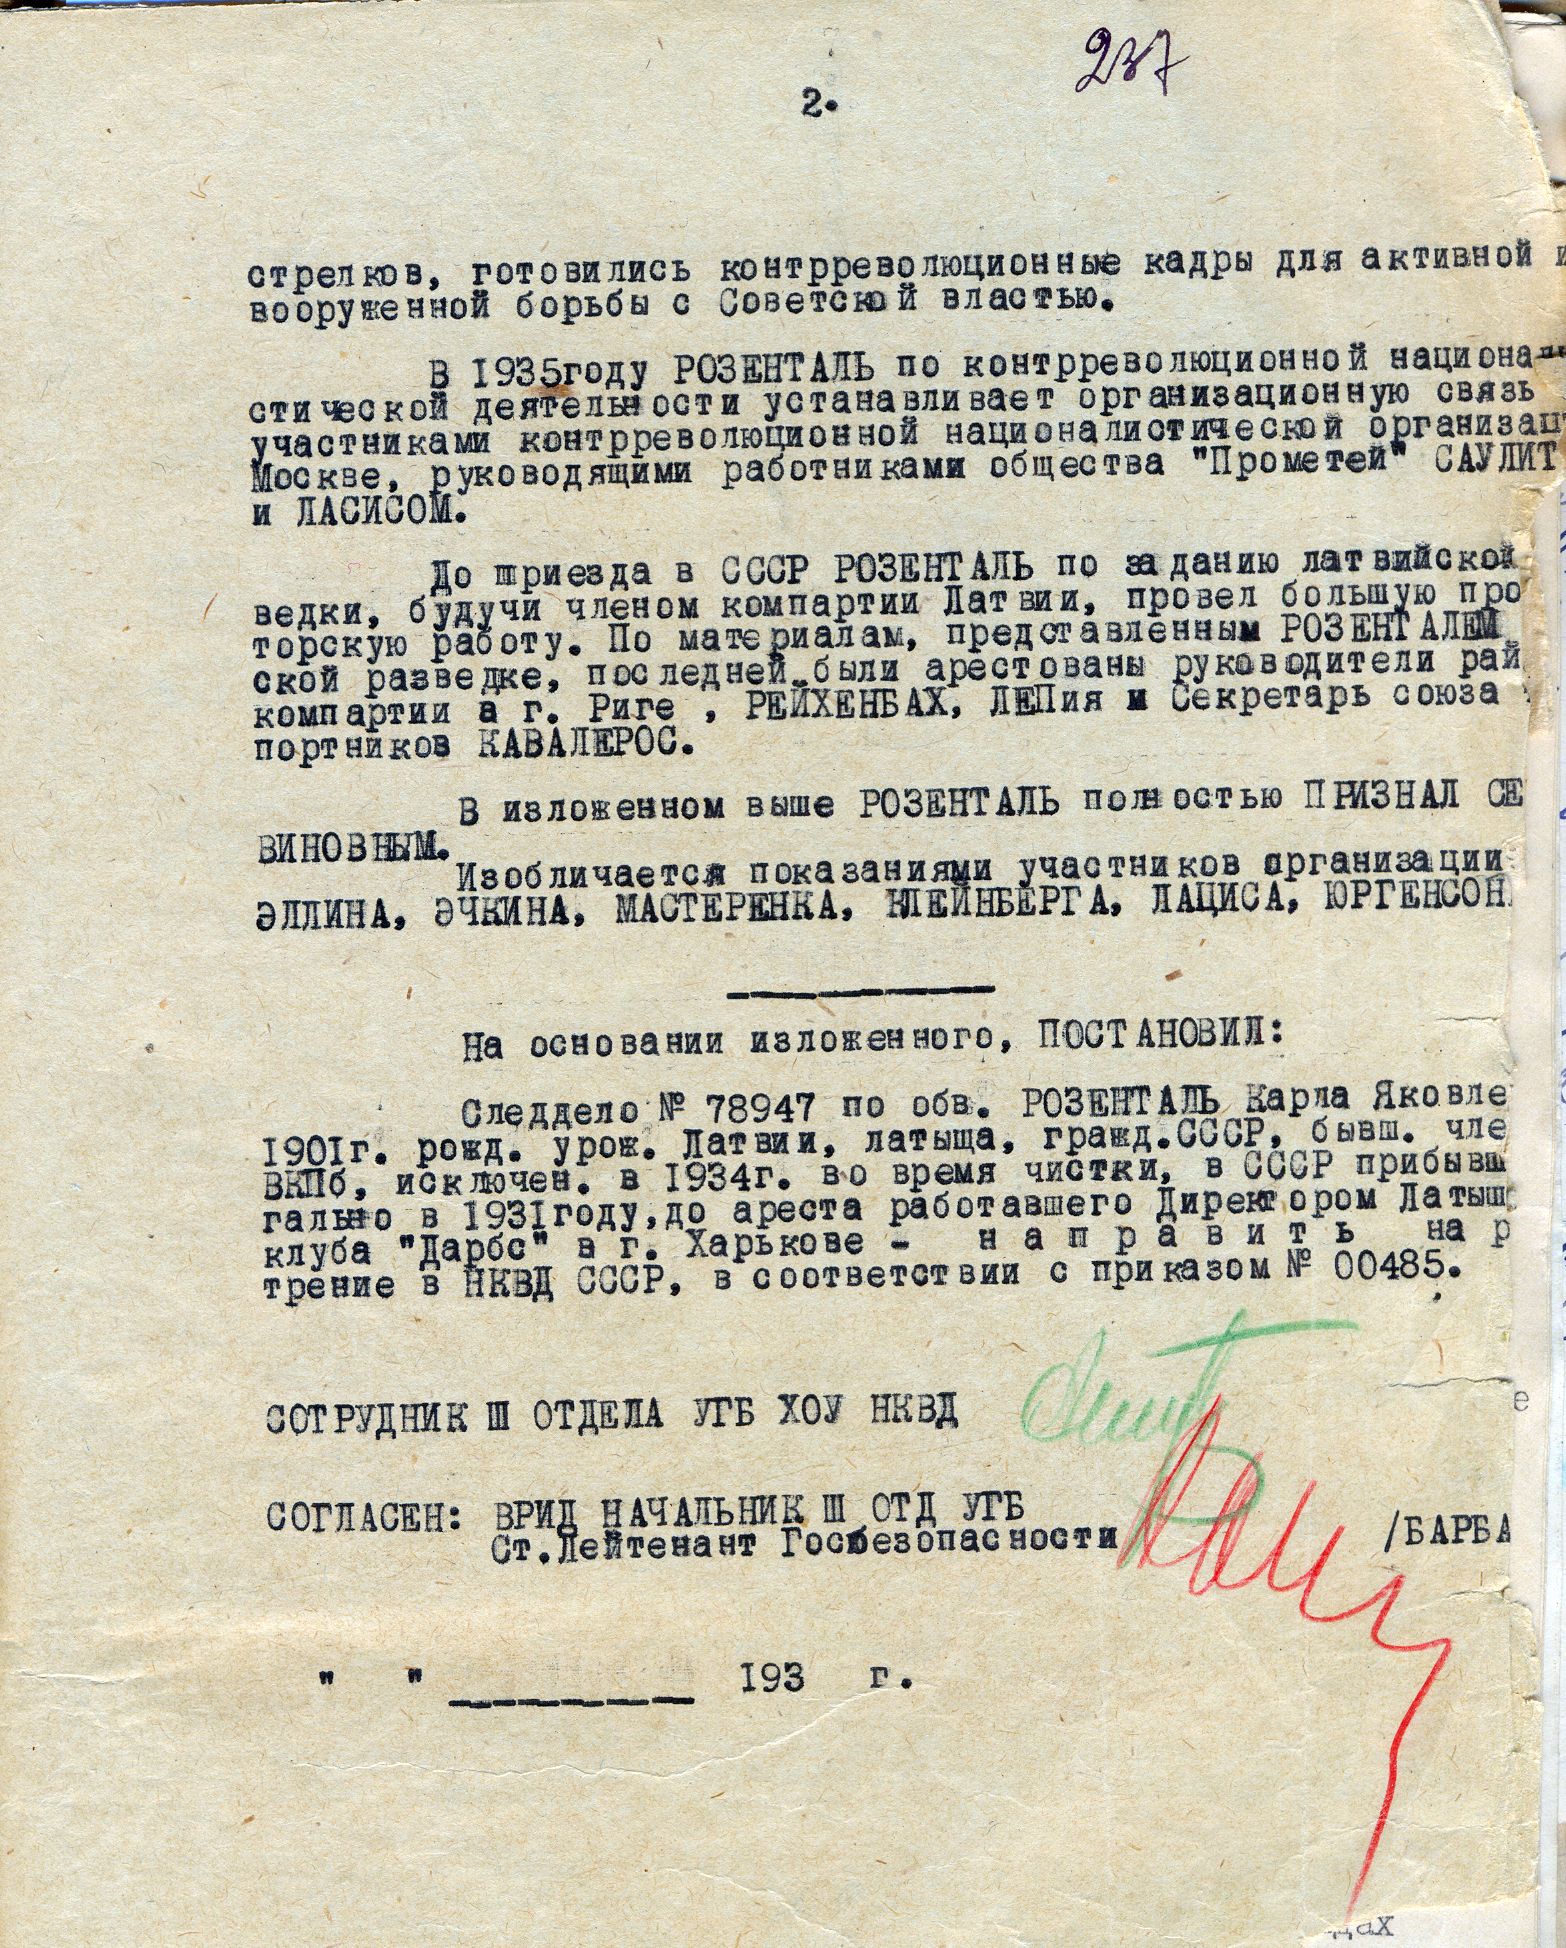 237
2.
стрелков, готовились контрреволюционные кадры для активной и
вооруженной борьбы с Советской властью.
В 1935году РОЗЕНТАЛЬ по контрреволюционной национа-
стической деятельности устанавливает организационную связь
участниками контрреволюционной националистической организац
Москве, руководящими работниками общества "Прометей" САУЛИТ
и ЛАСИСОМ.
До приезда в СССР РОЗЕНТАЛЬ по заданию латвийской
ведки, будучи членом компартии Латвии, провел большую про
торскую работу. По материалам, представленным РОЗЕНТАЛЕМ
ской разведке, последней были арестованы руководители рай
компартии в г. Риге , РЕЙХЕНБАХ, ЛЕПия и Секретарь союза
портников КАВАЛЕРОС.
В изложенном выше РОЗЕНТАЛЬ полностью ПРИЗНАЛ СЕ
ВИНОВНЫМ.
Изобличается показаниями участников организации
ЭЛЛИНА, ЭЧКИНА, МАСТЕРЕНКА, КЛЕЙНБЕРГА, ЛАЦИСА, ЮРГЕНСОН
На основании изложенного, ПОСТАНОВИЛ:
Следдело № 78947 по обв. РОЗЕНТАЛЬ Карла Яковле
1901г. рожд. урож. Латвии, латыща, гражд.СССР, бывш. чле
ВКПб, исключен. в 1934г. во время чистки, в СССР прибывш
гально в 1931году,до ареста работавшего Директором Латыш
клуба "Дарбс" в г. Харькове - н а п р а в и т ь на р
трение в НКВД СССР, в соответствии с приказом № 00485.
СОТРУДНИК Ш ОТДЕЛА УГБ ХОУ НКВД
СОГЛАСЕН: ВРИД НАЧАЛЬНИК Ш ОТД УГБ
Ст.Лейтенант Госбезопасности /БАРБА
" " 193 г.